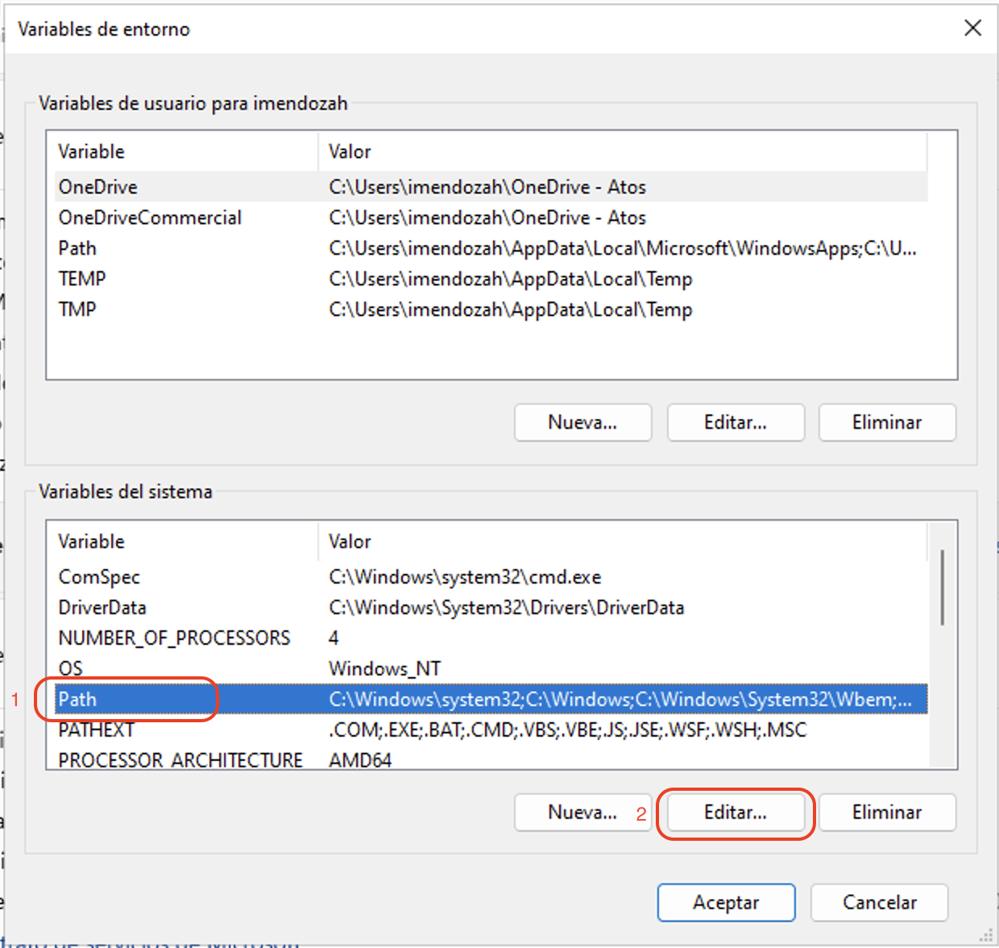 Variables de entorno
Variables de usuario para imendozah
Variable Valor
OneDrive C:\Users\imendozah\OneDrive - Atos
OneDriveCommercial C:\Users\imendozah\OneDrive - Atos
Path C:\Users\imendozah\AppData\Local\Microsoft\WindowsApps;C:\U...
TEMP C:\Users\imendozah\AppData\Local\Temp
TMP C:\Users\imendozah\AppData\Local\Temp
Nueva... Editar... Eliminar
Variables del sistema
Variable Valor
ComSpec C:\Windows\system32\cmd.exe
DriverData C:\Windows\System32\Drivers\DriverData
NUMBER_OF_PROCESSORS 4
OS Windows_NT
1 Path C:\Windows\system32;C:\Windows;C:\Windows\System32\Wbem;...
PATHEXT .COM;.EXE;.BAT;.CMD;.VBS;.VBE;.JS;.JSE;.WSF;.WSH;.MSC
PROCESSOR_ARCHITECTURE AMD64
Nueva... 2 Editar... Eliminar
Aceptar Cancelar